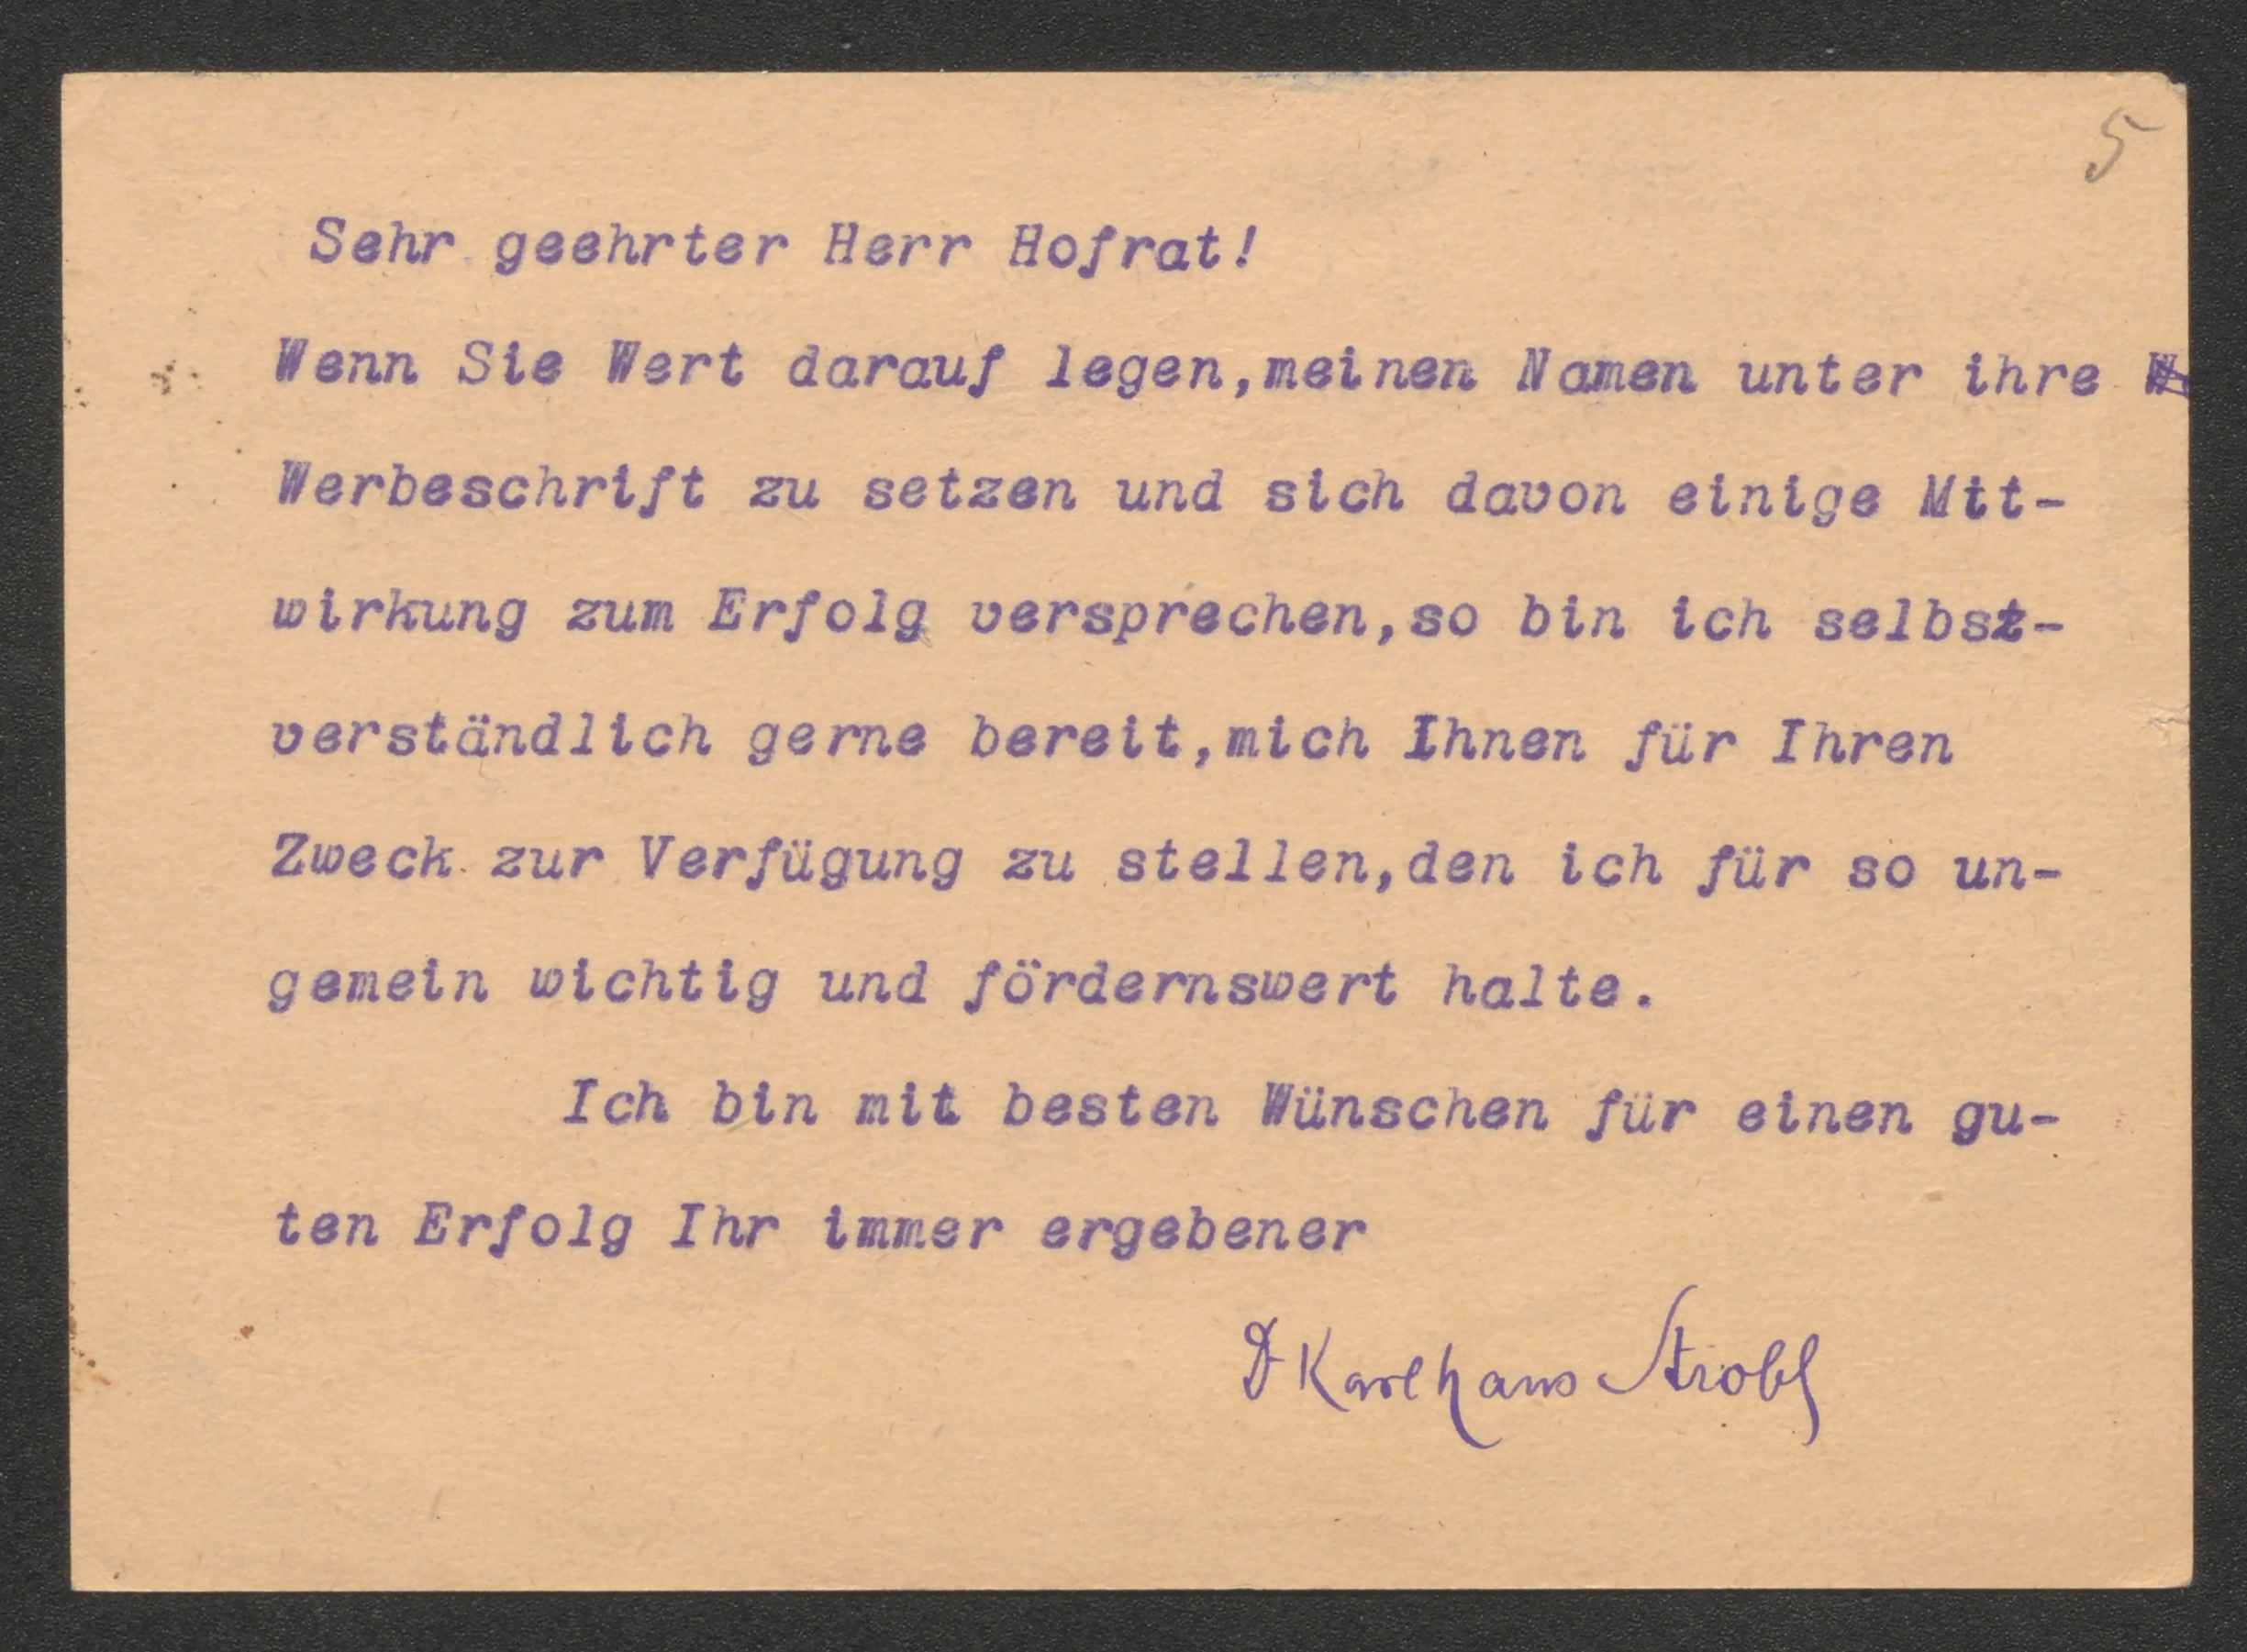 5
Sehr geehrter Herr Hofrat!
Wenn Sie Wert darauf legen,meinen Namen unter ihre
Werbeschrift zu setzen und sich davon einige Mit-
wirkung zum Erfolg versprechen,so bin ich selbst-
verständlich gerne bereit,mich Ihnen für Ihren
Zweck zur Verfügung zu stellen,den ich für so un-
gemein wichtig und fördernswert halte.
Ich bin mit besten Wünschen für einen gu-
ten Erfolg Ihr immer ergebener
Dr Karl hans Strobl